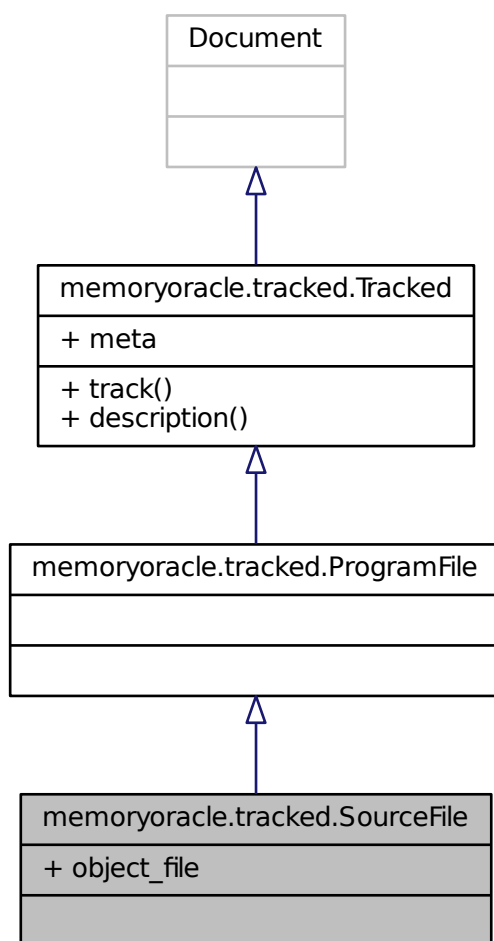 Document
memoryoracle.tracked.Tracked
+ meta
+ track()
+ description()
memoryoracle.tracked.ProgramFile
memoryoracle.tracked.SourceFile
+ object_file